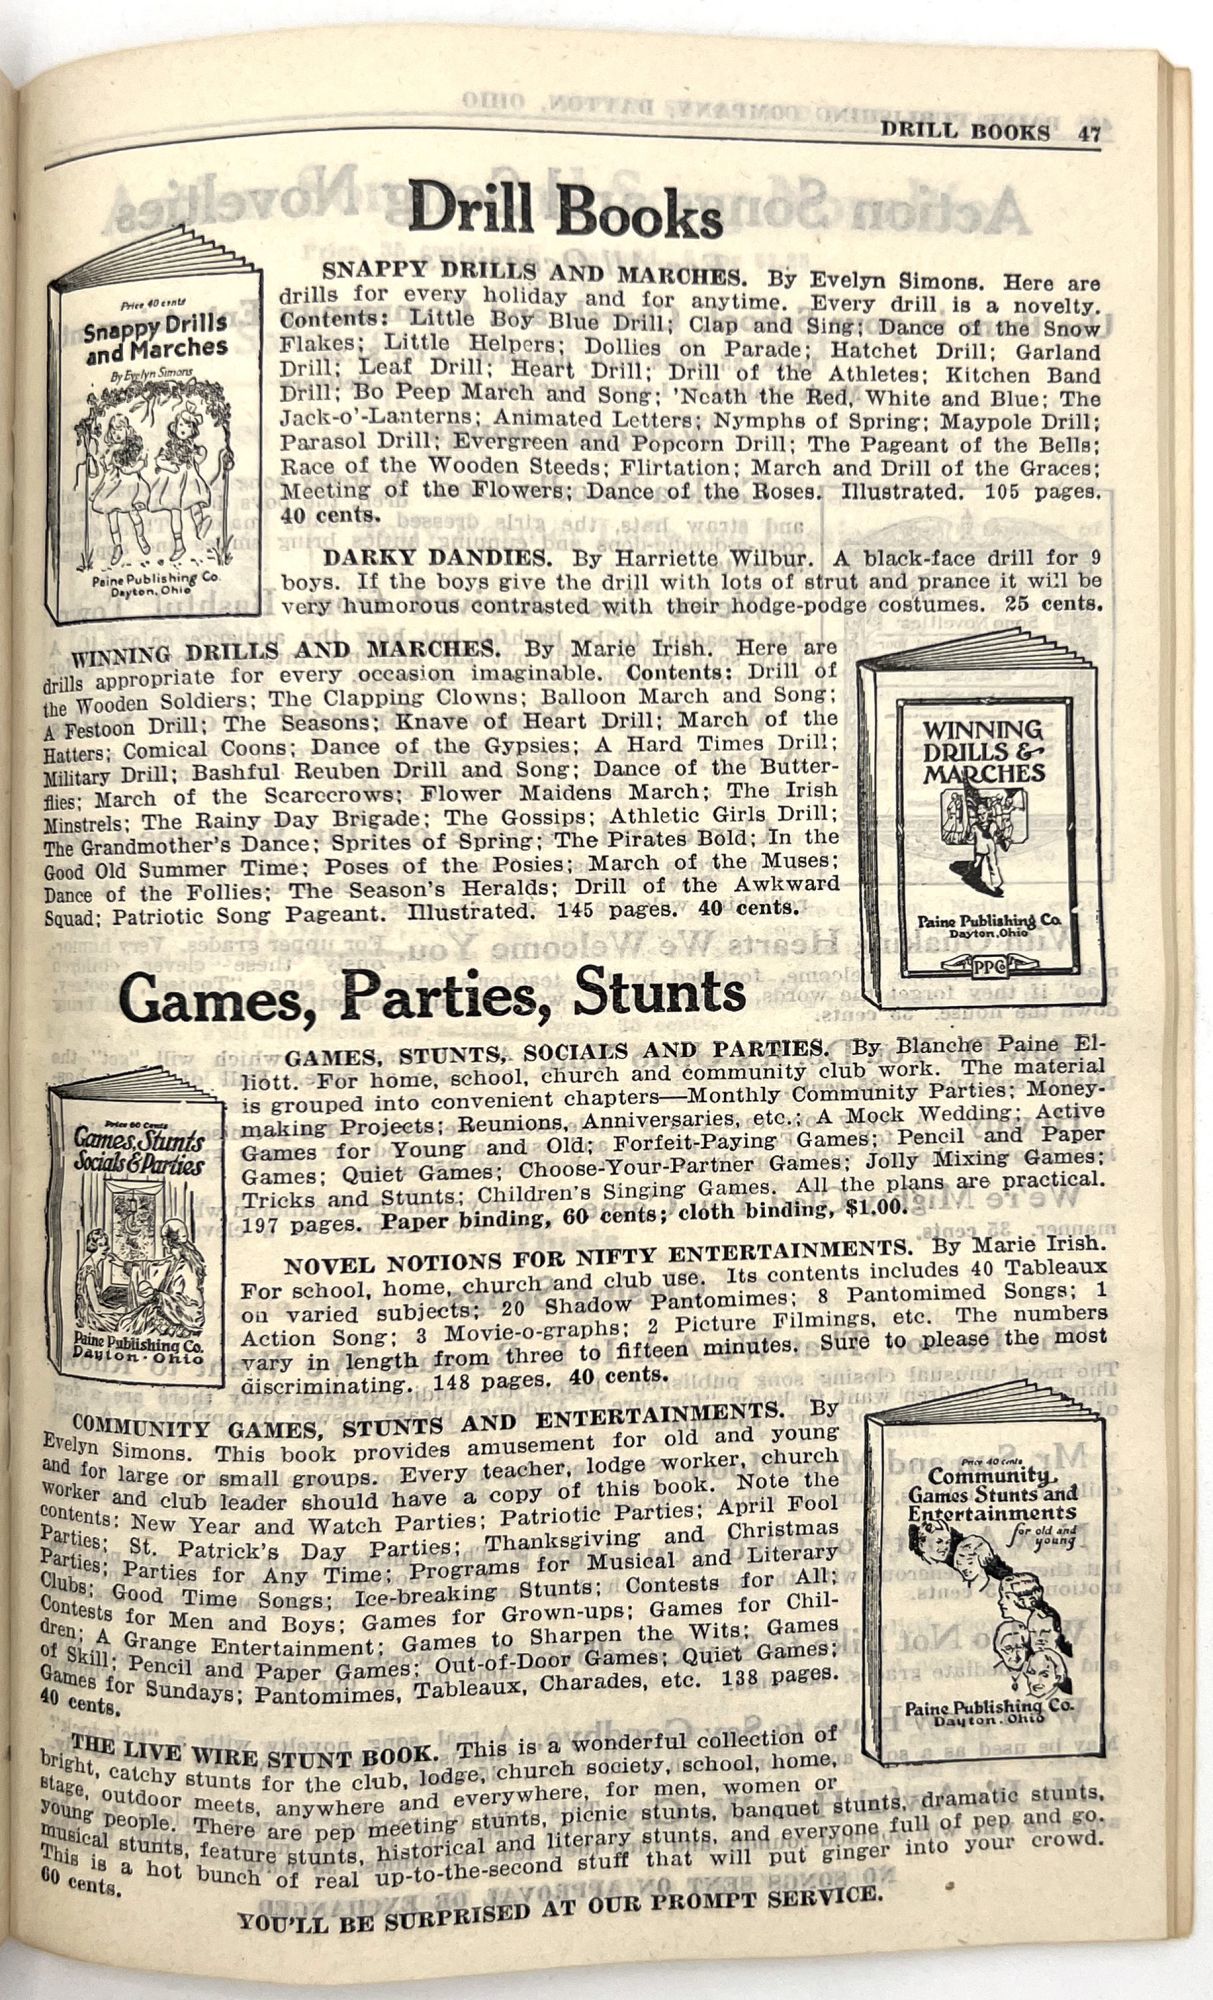 DRILL BOOKS 47
Drill Books
Price 40 cents
Snappy Drills
and Marches
By Evelyn Simons
Paine Publishing Co.
Dayton, Ohio
SNAPPY DRILLS AND MARCHES. By Evelyn Simons. Here are
drills for every holiday and for anytime. Every drill is a novelty.
Contents: Little Boy Blue Drill; Clap and Sing; Dance of the Snow
Flakes; Little Helpers; Dollies on Parade; Hatchet Drill; Garland
Drill; Leaf Drill; Heart Drill; Drill of the Athletes; Kitchen Band
Drill; Bo Peep March and Song; 'Neath the Red, White and Blue; The
Jack-o'-Lanterns; Animated Letters; Nymphs of Spring; Maypole Drill;
Parasol Drill; Evergreen and Popcorn Drill; The Pageant of the Bells;
Race of the Wooden Steeds; Flirtation; March and Drill of the Graces;
Meeting of the Flowers; Dance of the Roses. Illustrated. 105 pages.
40 cents.
DARKY DANDIES. By Harriette Wilbur. A black-face drill for 9
boys. If the boys give the drill with lots of strut and prance it will be
very humorous contrasted with their hodge-podge costumes. 25 cents.
WINNING DRILLS AND MARCHES. By Marie Irish. Here are
drills appropriate for every occasion imaginable. Contents: Drill of
the Wooden Soldiers; The Clapping Clowns; Balloon March and Song;
A Festoon Drill; The Seasons; Knave of Heart Drill; March of the
Hatters; Comical Coons; Dance of the Gypsies; A Hard Times Drill;
Military Drill; Bashful Reuben Drill and Song; Dance of the Butter-
flies; March of the Scarecrows; Flower Maidens March; The Irish
Minstrels; The Rainy Day Brigade; The Gossips; Athletic Girls Drill;
The Grandmother's Dance; Sprites of Spring; The Pirates Bold; In the
Good Old Summer Time; Poses of the Posies; March of the Muses;
Dance of the Follies; The Season's Heralds; Drill of the Awkward
Squad; Patriotic Song Pageant. Illustrated. 145 pages. 40 cents.
WINNING
DRILLS &
MARCHES
Paine Publishing Co.
Dayton, Ohio
PPCo
Games, Parties, Stunts
Price 60 Cents
Games, Stunts
Socials & Parties
Paine Publishing Co.
Dayton - Ohio
GAMES, STUNTS, SOCIALS AND PARTIES. By Blanche Paine El-
liott. For home, school, church and community club work. The material
is grouped into convenient chapters—Monthly Community Parties; Money-
making Projects; Reunions, Anniversaries, etc.; A Mock Wedding; Active
Games for Young and Old; Forfeit-Paying Games; Pencil and Paper
Games; Quiet Games; Choose-Your-Partner Games; Jolly Mixing Games;
Tricks and Stunts; Children's Singing Games. All the plans are practical.
197 pages. Paper binding, 60 cents; cloth binding, $1.00.
NOVEL NOTIONS FOR NIFTY ENTERTAINMENTS. By Marie Irish.
For school, home, church and club use. Its contents includes 40 Tableaux
on varied subjects; 20 Shadow Pantomimes; 8 Pantomimed Songs; 1
Action Song; 3 Movie-o-graphs; 2 Picture Filmings, etc. The numbers
vary in length from three to fifteen minutes. Sure to please the most
discriminating. 148 pages. 40 cents.
COMMUNITY GAMES, STUNTS AND ENTERTAINMENTS. By
Evelyn Simons. This book provides amusement for old and young
and for large or small groups. Every teacher, lodge worker, church
worker and club leader should have a copy of this book. Note the
contents: New Year and Watch Parties; Patriotic Parties; April Fool
Parties; St. Patrick's Day Parties; Thanksgiving and Christmas
Parties; Parties for Any Time; Programs for Musical and Literary
Clubs; Good Time Songs; Ice-breaking Stunts; Contests for All;
Contests for Men and Boys; Games for Grown-ups; Games for Chil-
dren; A Grange Entertainment; Games to Sharpen the Wits; Games
of Skill; Pencil and Paper Games; Out-of-Door Games; Quiet Games;
Games for Sundays; Pantomimes, Tableaux, Charades, etc. 138 pages.
40 cents.
Price 40 cents
Community
Games Stunts and
Entertainments
for old and
young
Paine Publishing Co.
Dayton - Ohio
THE LIVE WIRE STUNT BOOK. This is a wonderful collection of
bright, catchy stunts for the club, lodge, church society, school, home,
stage, outdoor meets, anywhere and everywhere, for men, women or
young people. There are pep meeting stunts, picnic stunts, banquet stunts, dramatic stunts,
musical stunts, feature stunts, historical and literary stunts, and everyone full of pep and go.
This is a hot bunch of real up-to-the-second stuff that will put ginger into your crowd.
60 cents.
YOU'LL BE SURPRISED AT OUR PROMPT SERVICE.